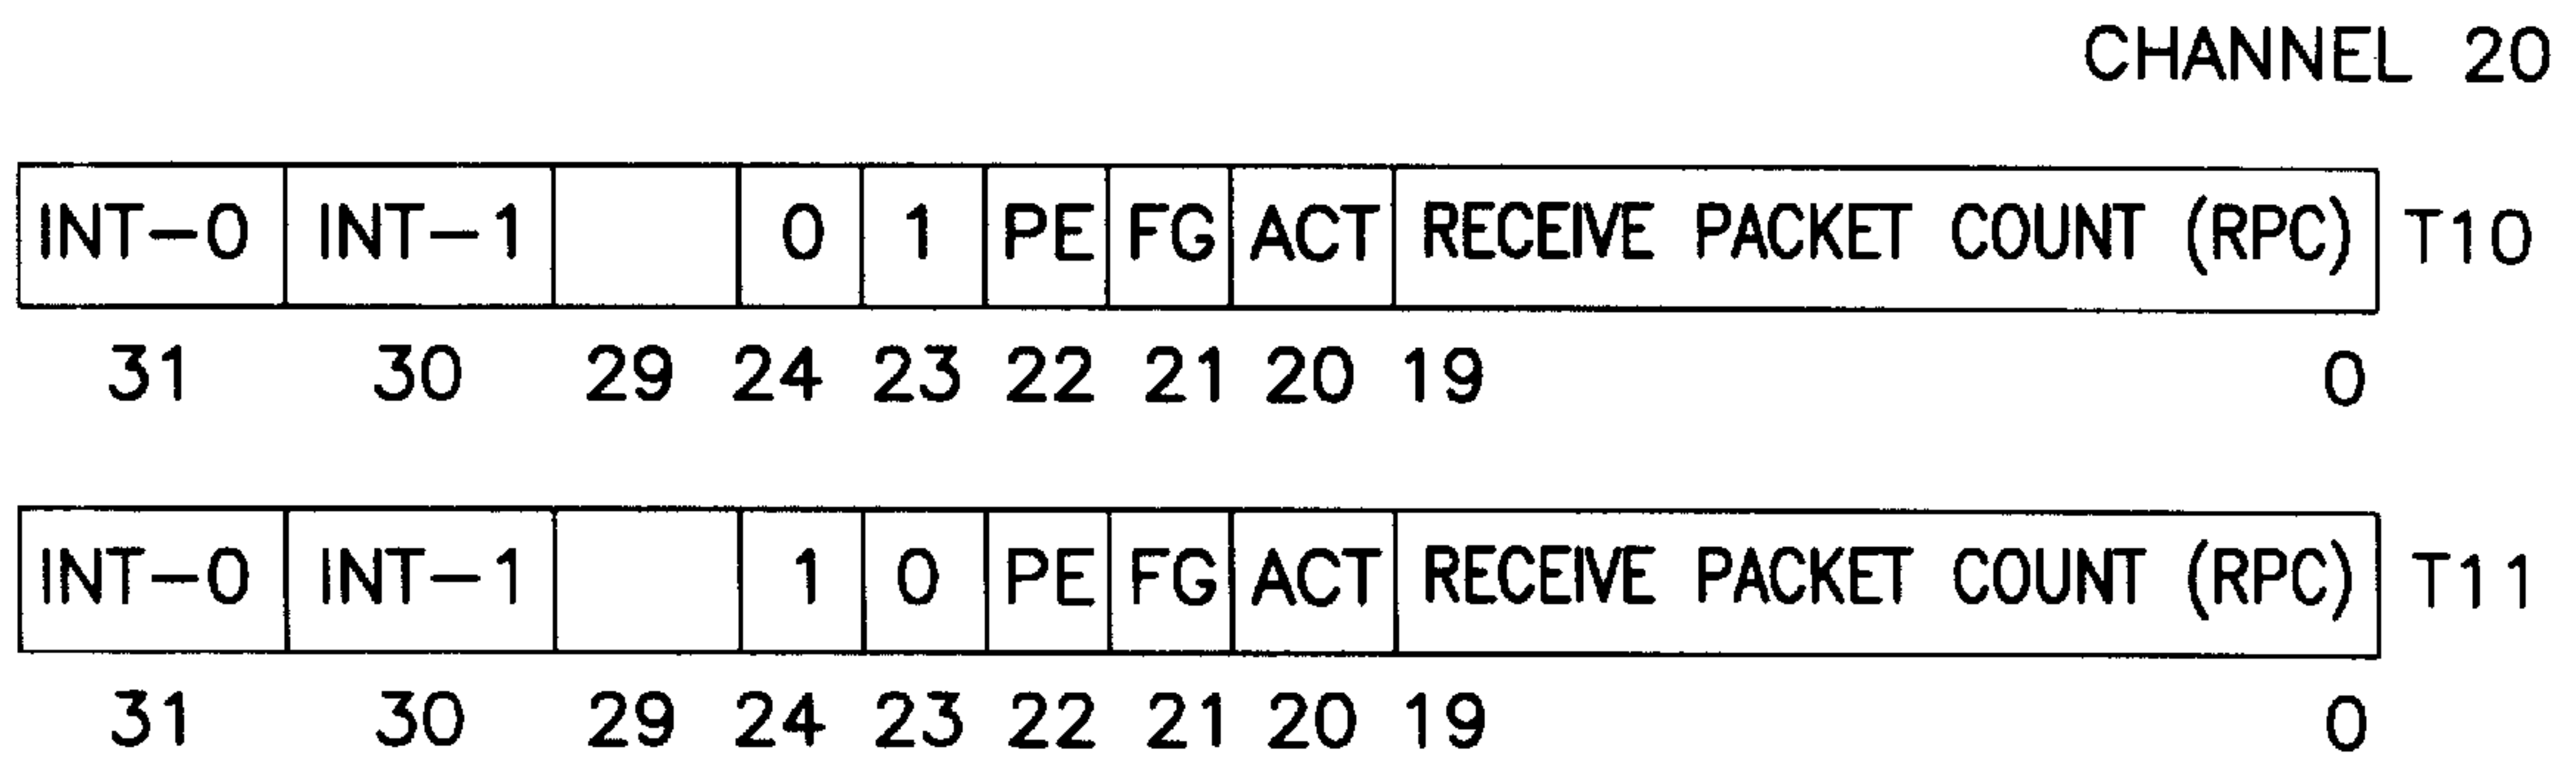 CHANNEL 20
INT-0 INT-1 0 1 PE FG ACT RECEIVE PACKET COUNT (RPC) T10
31 30 29 24 23 22 21 20 19 0
INT-0 INT-1 1 0 PE FG ACT RECEIVE PACKET COUNT (RPC) T11
31 30 29 24 23 22 21 20 19 0